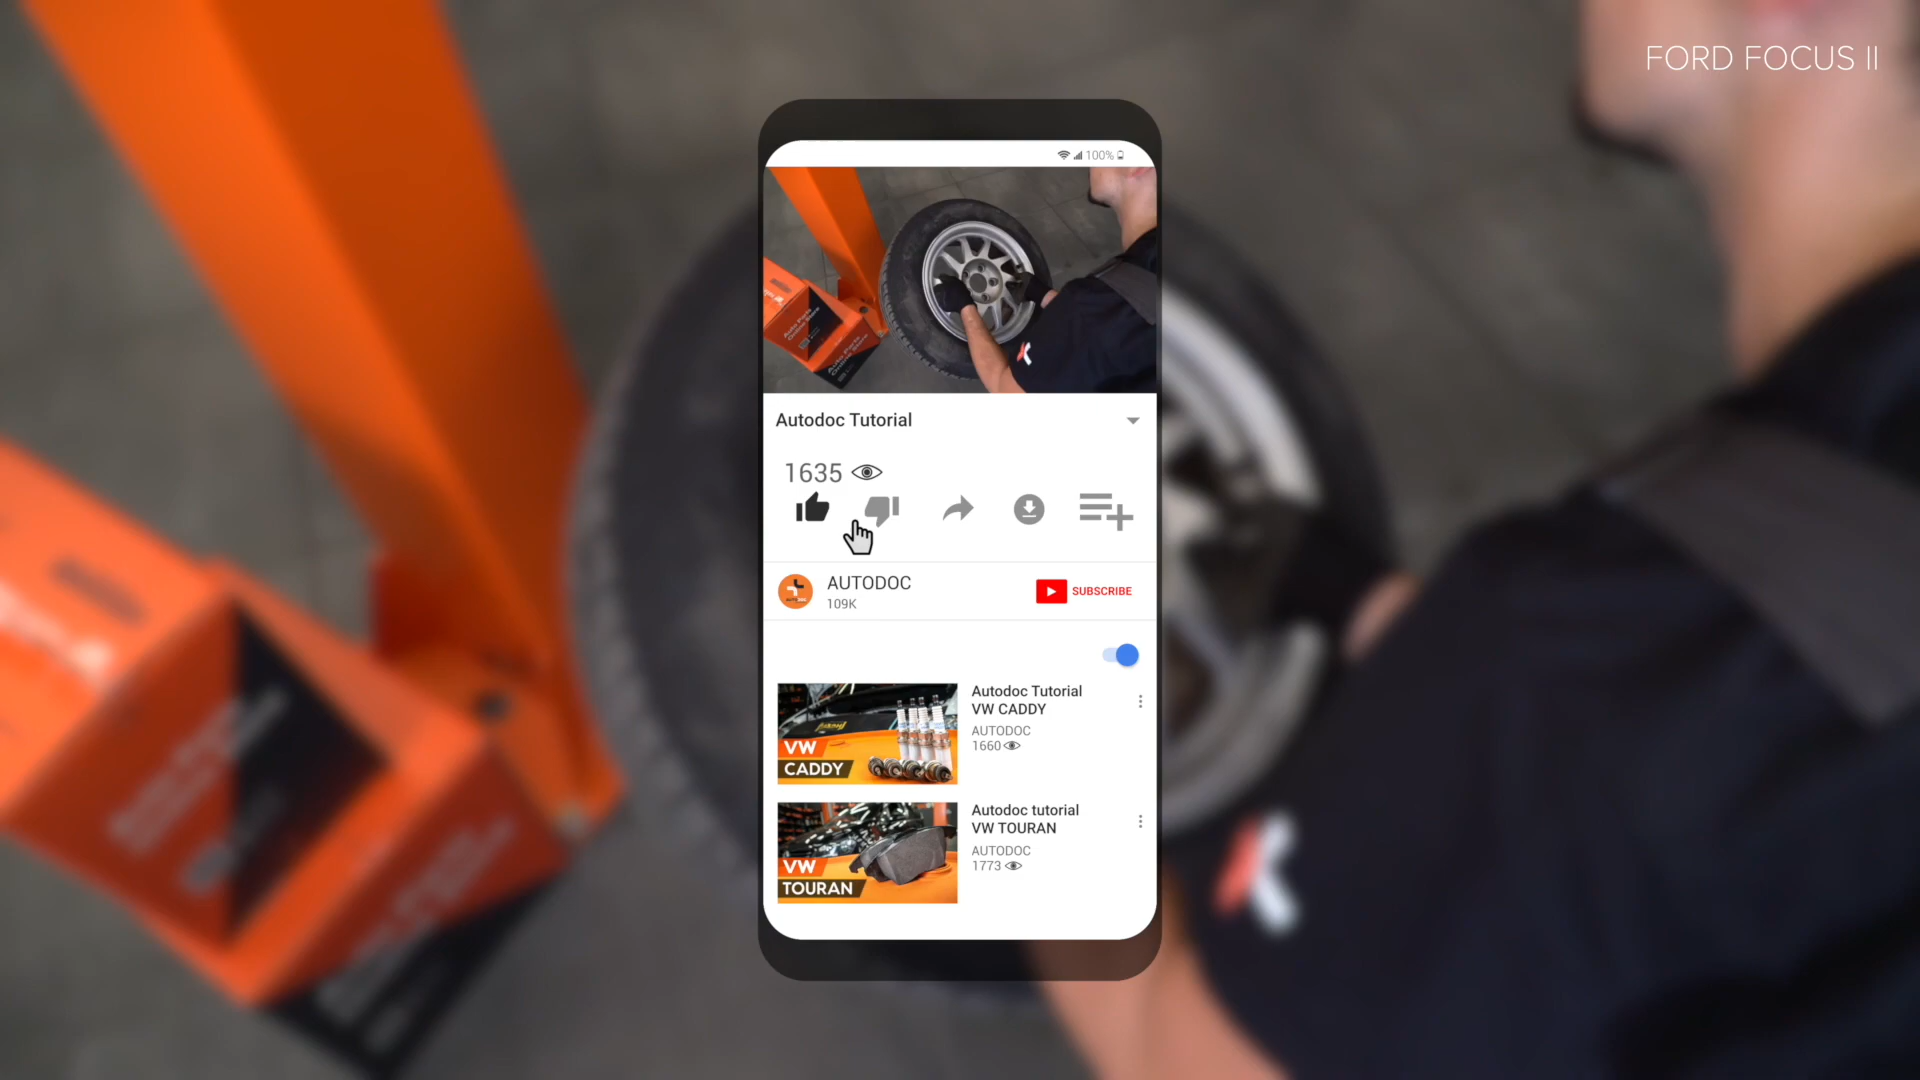 FORD FOCUS II
100%
Autodoc Tutorial
1635
AUTODOC
109K
SUBSCRIBE
Autodoc Tutorial
VW CADDY
AUTODOC
1660
VW
CADDY
Autodoc tutorial
VW TOURAN
AUTODOC
1773
VW
TOURAN